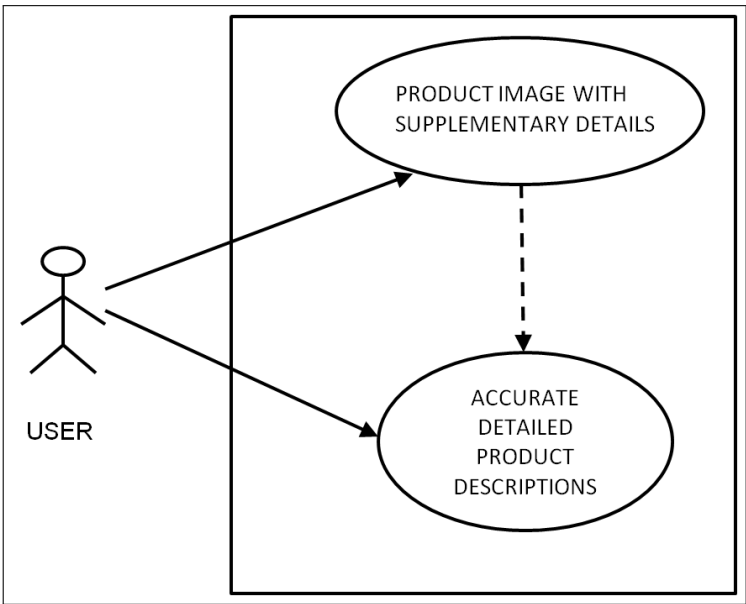 PRODUCT IMAGE WITH
SUPPLEMENTARY DETAILS
USER
ACCURATE
DETAILED
PRODUCT
DESCRIPTIONS